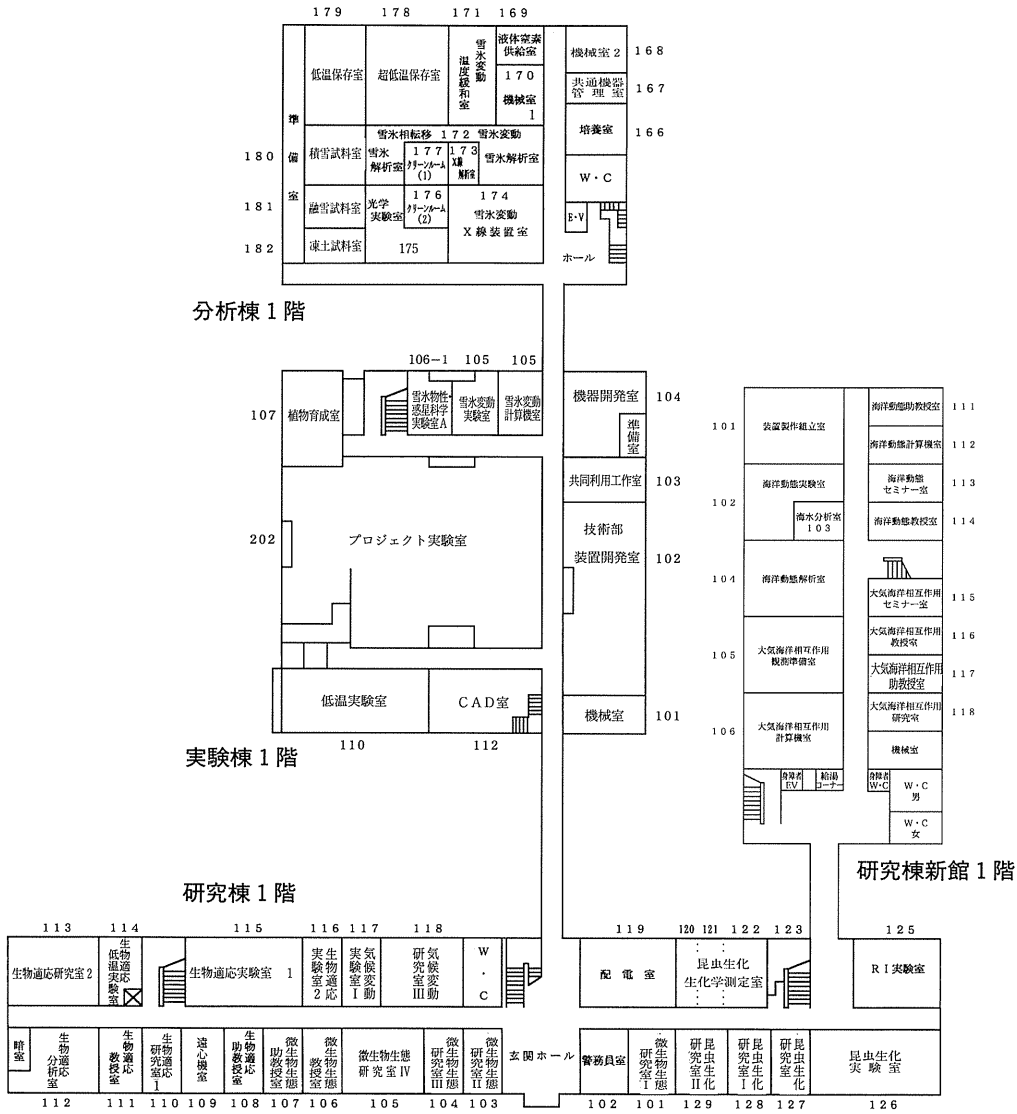 179
178
171
169
低温保存室
超低温保存室
雪氷変動
温度緩和室
液体窒素
供給室
170
機械室
1
機械室2
168
共通機器
管理室
167
培養室
166
W・C
E・V
ホール
準備室
180
積雪試料室
雪氷相転移 172 雪氷変動
雪氷
解析室
177
クリーンルーム
(1)
173
X線
解析室
雪氷解析室
181
融雪試料室
光学
実験室
176
クリーンルーム
(2)
174
雪氷変動
X線装置室
182
凍土試料室
175
分析棟1階
106-1
105
105
107
植物育成室
雪氷物性・
惑星科学
実験室A
雪氷変動
実験室
雪氷変動
計算機室
機器開発室
104
準備室
共同利用工作室
103
202
プロジェクト実験室
技術部
装置開発室
102
低温実験室
CAD室
機械室
101
110
112
実験棟1階
101
装置製作組立室
海洋動態助教授室
111
海洋動態計算機室
112
102
海洋動態実験室
海水分析室
103
海洋動態
セミナー室
113
海洋動態教授室
114
104
海洋動態解析室
大気海洋相互作用
セミナー室
115
105
大気海洋相互作用
観測準備室
大気海洋相互作用
教授室
116
大気海洋相互作用
助教授室
117
106
大気海洋相互作用
計算機室
大気海洋相互作用
研究室
118
機械室
身障者
EV
給湯
コーナー
身障者
W・C
W・C
男
W・C
女
研究棟新館1階
研究棟1階
113
114
115
116
117
118
119
120
121
122
123
125
生物適応研究室2
生物適応
低温実験室
生物適応実験室 1
生物適応
実験室2
気候変動
実験室I
気候変動
研究室III
W・C
配電室
昆虫生化
生化学測定室
RI実験室
暗室
生物適応
分析室
生物適応
教授室
生物適応
研究室1
遠心機室
生物適応
助教授室
微生物生態
助教授室
微生物生態
教授室
微生物生態
研究室IV
微生物生態
研究室III
微生物生態
研究室II
玄関ホール
警務員室
微生物生態
研究室I
昆虫生化
研究室II
昆虫生化
研究室I
昆虫生化
研究室
昆虫生化
実験室
112
111
110
109
108
107
106
105
104
103
102
101
129
128
127
126